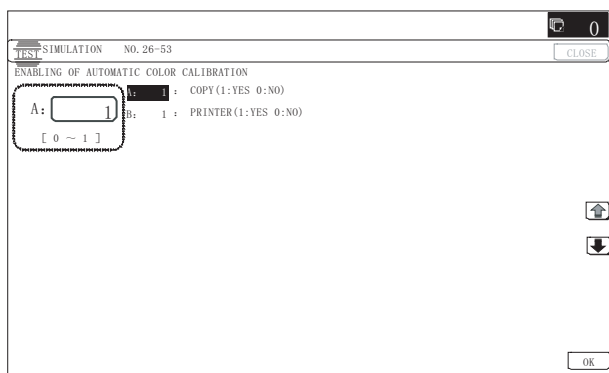 0
TEST SIMULATION NO.26-53 CLOSE
ENABLING OF AUTOMATIC COLOR CALIBRATION
A: 1 : COPY(1:YES 0:NO)
B: 1 : PRINTER(1:YES 0:NO)
A: 1
[ 0 ～ 1 ]
OK